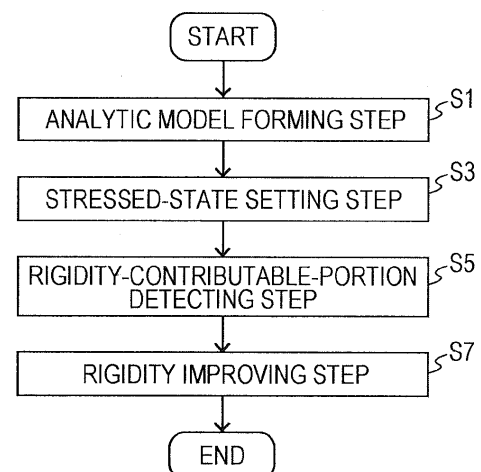 START
ANALYTIC MODEL FORMING STEP
S1
STRESSED-STATE SETTING STEP
S3
RIGIDITY-CONTRIBUTABLE-PORTION
DETECTING STEP
S5
RIGIDITY IMPROVING STEP
S7
END